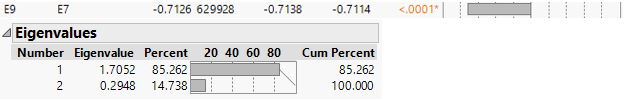 E9 E7 -0.7126 629928 -0.7138 -0.7114 <.0001*
Eigenvalues
Number Eigenvalue Percent 20 40 60 80 Cum Percent
1 1.7052 85.262 85.262
2 0.2948 14.738 100.000